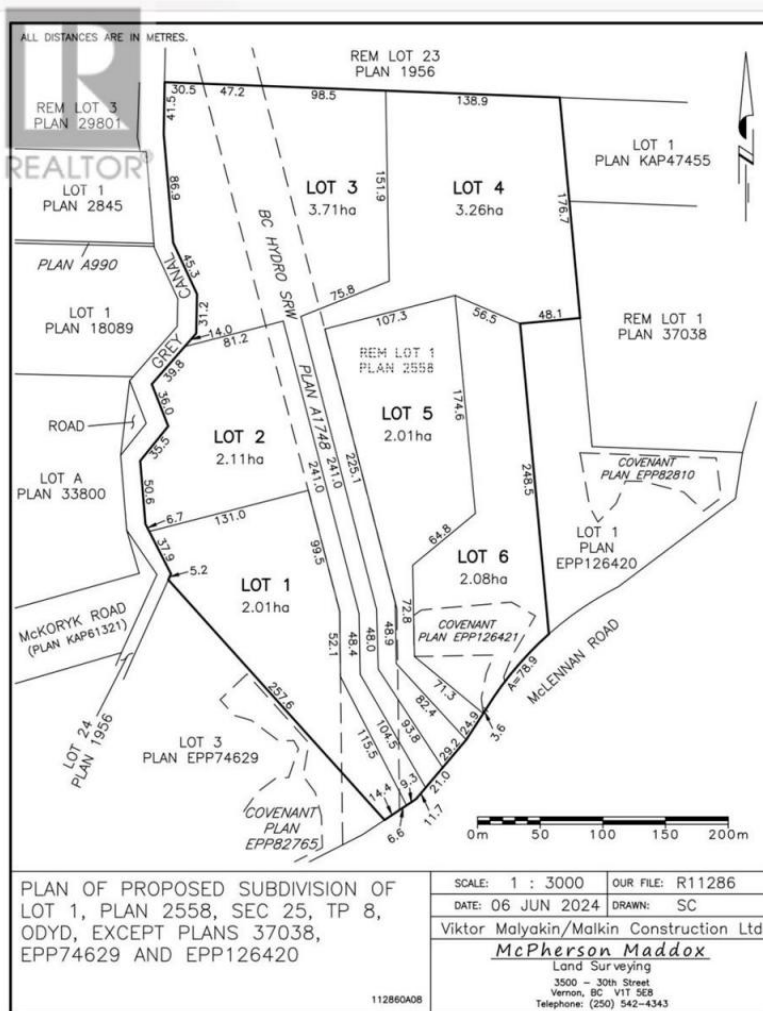 ALL DISTANCES ARE IN METRES.
R
REALTOR®
REM LOT 23
PLAN 1956
REM LOT 3
PLAN 29801
LOT 1
PLAN 2845
PLAN A990
LOT 1
PLAN 18089
ROAD
LOT A
PLAN 33800
McKORYK ROAD
(PLAN KAP61321)
LOT 24
PLAN 1956
GREY CANAL
30.5
47.2
98.5
138.9
41.5
86.9
45.3
31.2
14.0
81.2
39.8
36.0
35.5
50.6
6.7
37.9
5.2
131.0
LOT 3
3.71ha
151.9
LOT 4
3.26ha
176.7
LOT 1
PLAN KAP47455
BC HYDRO SRW
PLAN A1748
75.8
107.3
56.5
48.1
REM LOT 1
PLAN 2558
REM LOT 1
PLAN 37038
LOT 2
2.11ha
LOT 5
2.01ha
174.6
241.0
241.0
225.1
248.5
COVENANT
PLAN EPP82810
LOT 1
PLAN
EPP126420
99.5
64.8
LOT 1
2.01ha
LOT 6
2.08ha
72.8
COVENANT
PLAN EPP126421
52.1
48.4
48.0
48.9
71.3
82.4
A=78.9
McLENNAN ROAD
257.6
115.5
104.5
93.8
24.9
3.6
29.2
21.0
11.7
9.3
14.4
6.6
LOT 3
PLAN EPP74629
COVENANT
PLAN
EPP82765
0m 50 100 150 200m
PLAN OF PROPOSED SUBDIVISION OF
LOT 1, PLAN 2558, SEC 25, TP 8,
ODYD, EXCEPT PLANS 37038,
EPP74629 AND EPP126420
112860A08
SCALE: 1 : 3000 OUR FILE: R11286
DATE: 06 JUN 2024 DRAWN: SC
Viktor Malyakin/Malkin Construction Ltd
McPherson Maddox
Land Surveying
3500 – 30th Street
Vernon, BC V1T 5E8
Telephone: (250) 542–4343